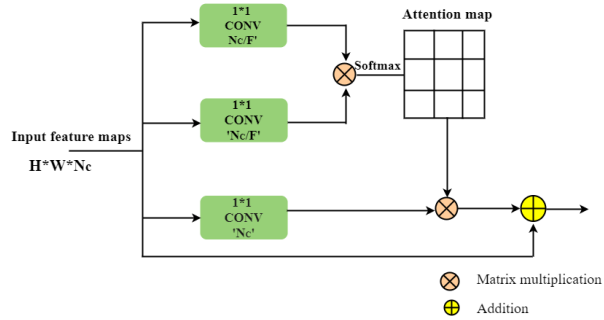 1*1
CONV
Nc/F'
Attention map
Softmax
1*1
CONV
'Nc/F'
Input feature maps
H*W*Nc
1*1
CONV
'Nc'
Matrix multiplication
Addition